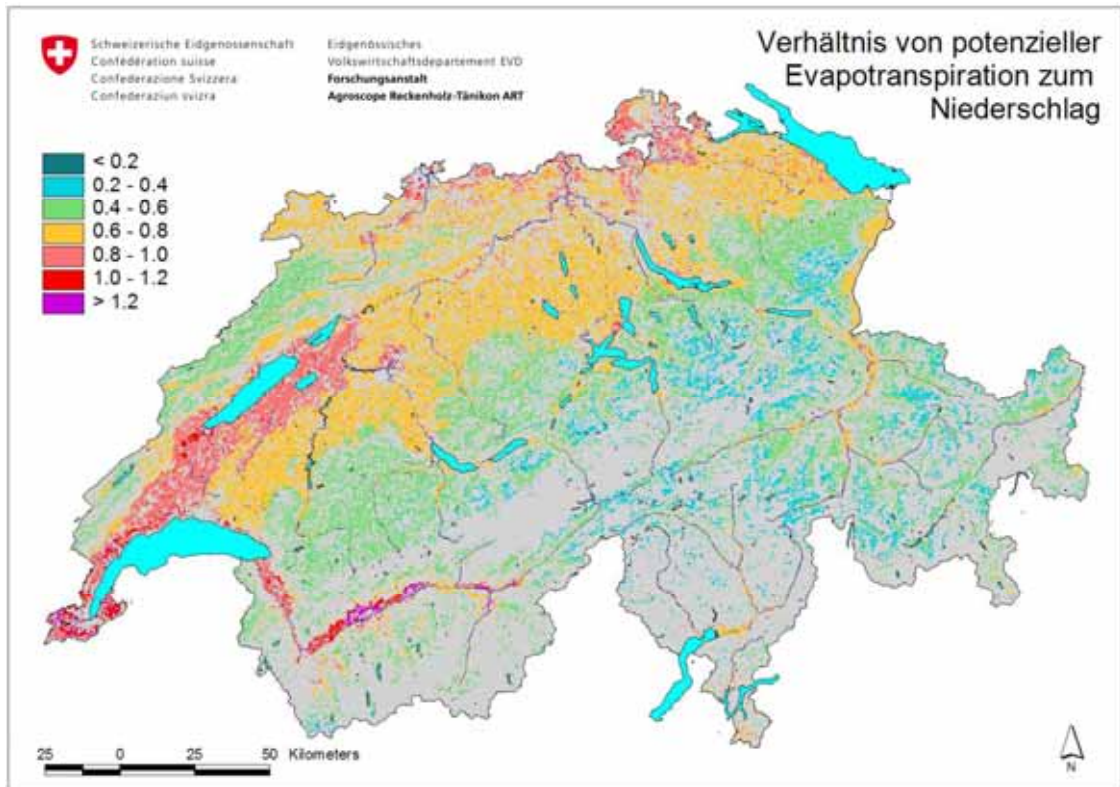 Schweizerische Eidgenossenschaft
Confédération suisse
Confederazione Svizzera
Confederaziun svizra
Eidgenössisches
Volkswirtschaftsdepartement EVD
Forschungsanstalt
Agroscope Reckenholz-Tänikon ART
Verhältnis von potenzieller
Evapotranspiration zum
Niederschlag
< 0.2
0.2 - 0.4
0.4 - 0.6
0.6 - 0.8
0.8 - 1.0
1.0 - 1.2
> 1.2
25 0 25 50 Kilometers
N